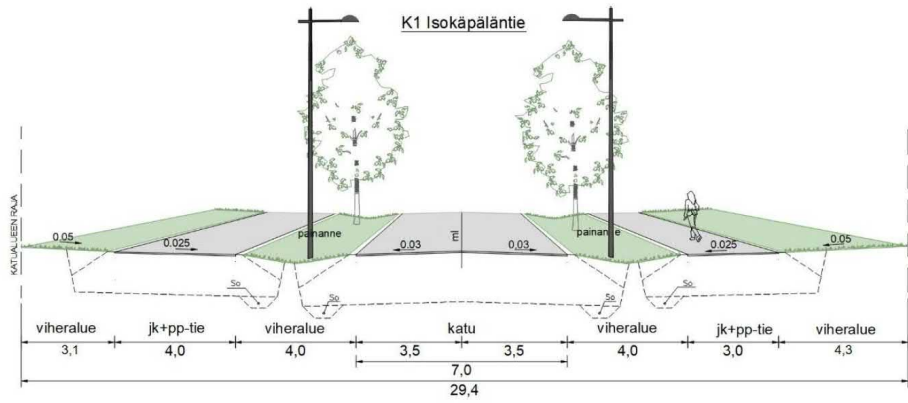 K1 Isokäpäläntie
KATUALUEEN RAJA
0.05
0.025
painanne
0.03
ml
0.03
painanne
0.025
0.05
So
So
So
So
viheralue
jk+pp-tie
viheralue
katu
viheralue
jk+pp-tie
viheralue
3,1
4,0
4,0
3,5
3,5
4,0
3,0
4,3
7,0
29,4